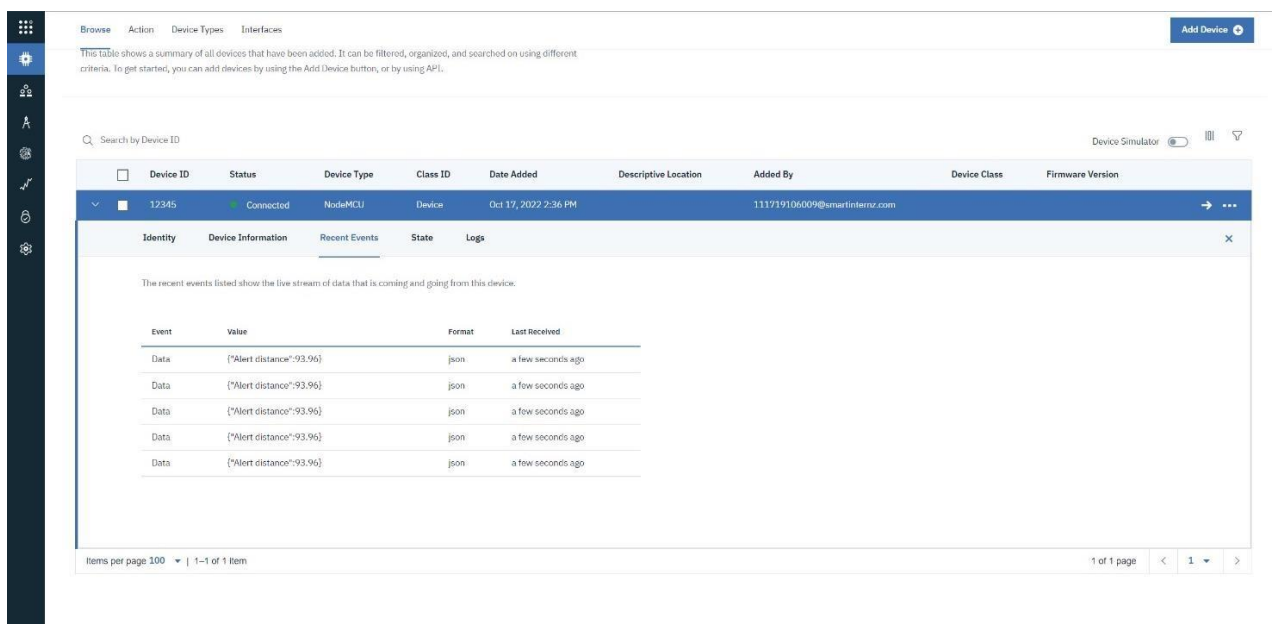 Browse Action Device Types Interfaces
Add Device
This table shows a summary of all devices that have been added. It can be filtered, organized, and searched on using different
criteria. To get started, you can add devices by using the Add Device button, or by using API.
Search by Device ID
Device Simulator
Device ID Status Device Type Class ID Date Added Descriptive Location Added By Device Class Firmware Version
12345 Connected NodeMCU Device Oct 17, 2022 2:36 PM 111719106009@smartinternz.com
Identity Device Information Recent Events State Logs
The recent events listed show the live stream of data that is coming and going from this device.
Event Value Format Last Received
Data {"Alert distance":93.96} json a few seconds ago
Data {"Alert distance":93.96} json a few seconds ago
Data {"Alert distance":93.96} json a few seconds ago
Data {"Alert distance":93.96} json a few seconds ago
Data {"Alert distance":93.96} json a few seconds ago
Items per page 100 | 1–1 of 1 item
1 of 1 page < 1 >